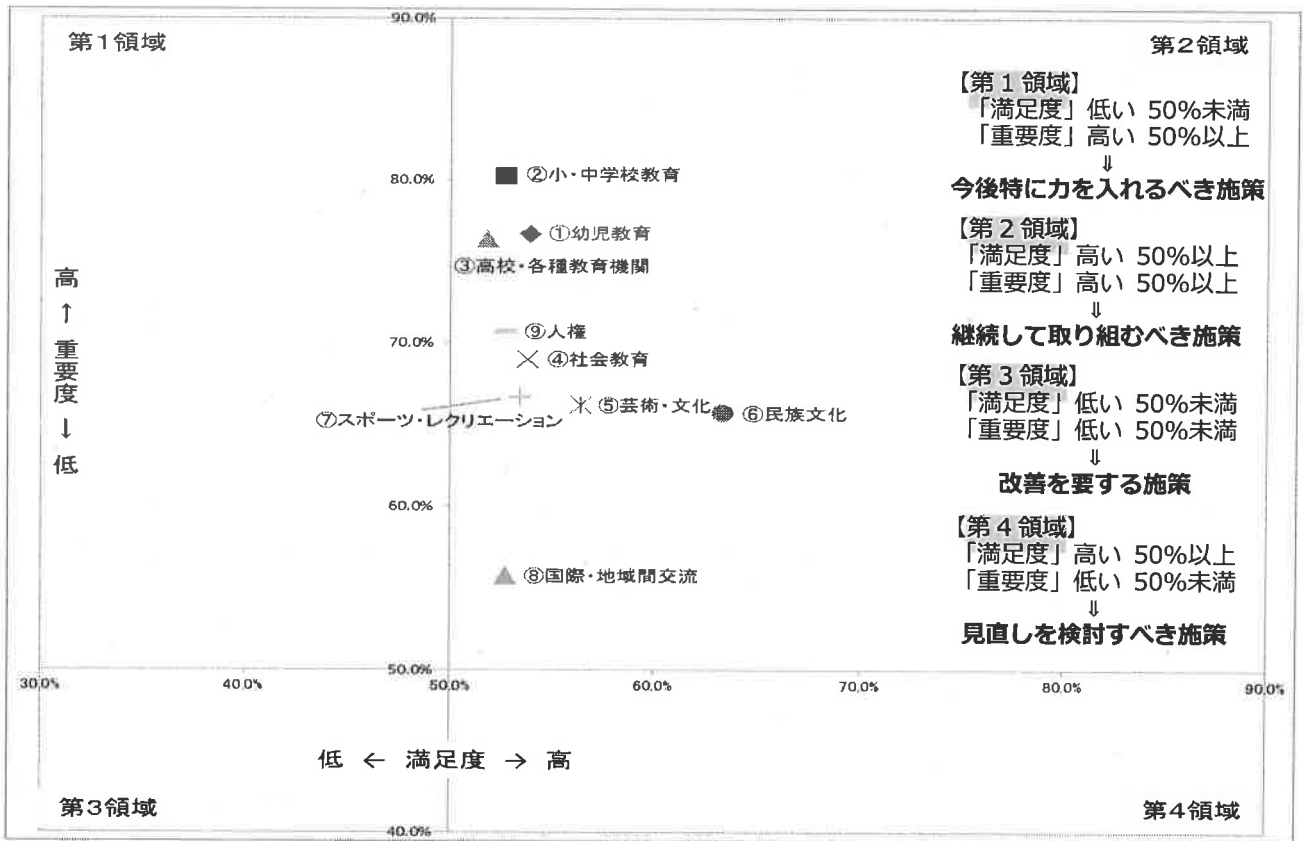 90.0%
第1領域
第2領域
【第1領域】
「満足度」低い 50%未満
「重要度」高い 50%以上
⇓
今後特に力を入れるべき施策
【第2領域】
「満足度」高い 50%以上
「重要度」高い 50%以上
⇓
継続して取り組むべき施策
【第3領域】
「満足度」低い 50%未満
「重要度」低い 50%未満
⇓
改善を要する施策
【第4領域】
「満足度」高い 50%以上
「重要度」低い 50%未満
⇓
見直しを検討すべき施策
80.0%
②小・中学校教育
①幼児教育
③高校・各種教育機関
高 ↑ 重要度 ↓ 低
70.0%
⑨人権
④社会教育
⑤芸術・文化
⑥民族文化
⑦スポーツ・レクリエーション
60.0%
⑧国際・地域間交流
50.0%
30.0%
40.0%
50.0%
60.0%
70.0%
80.0%
90.0%
低 ← 満足度 → 高
第3領域
第4領域
40.0%